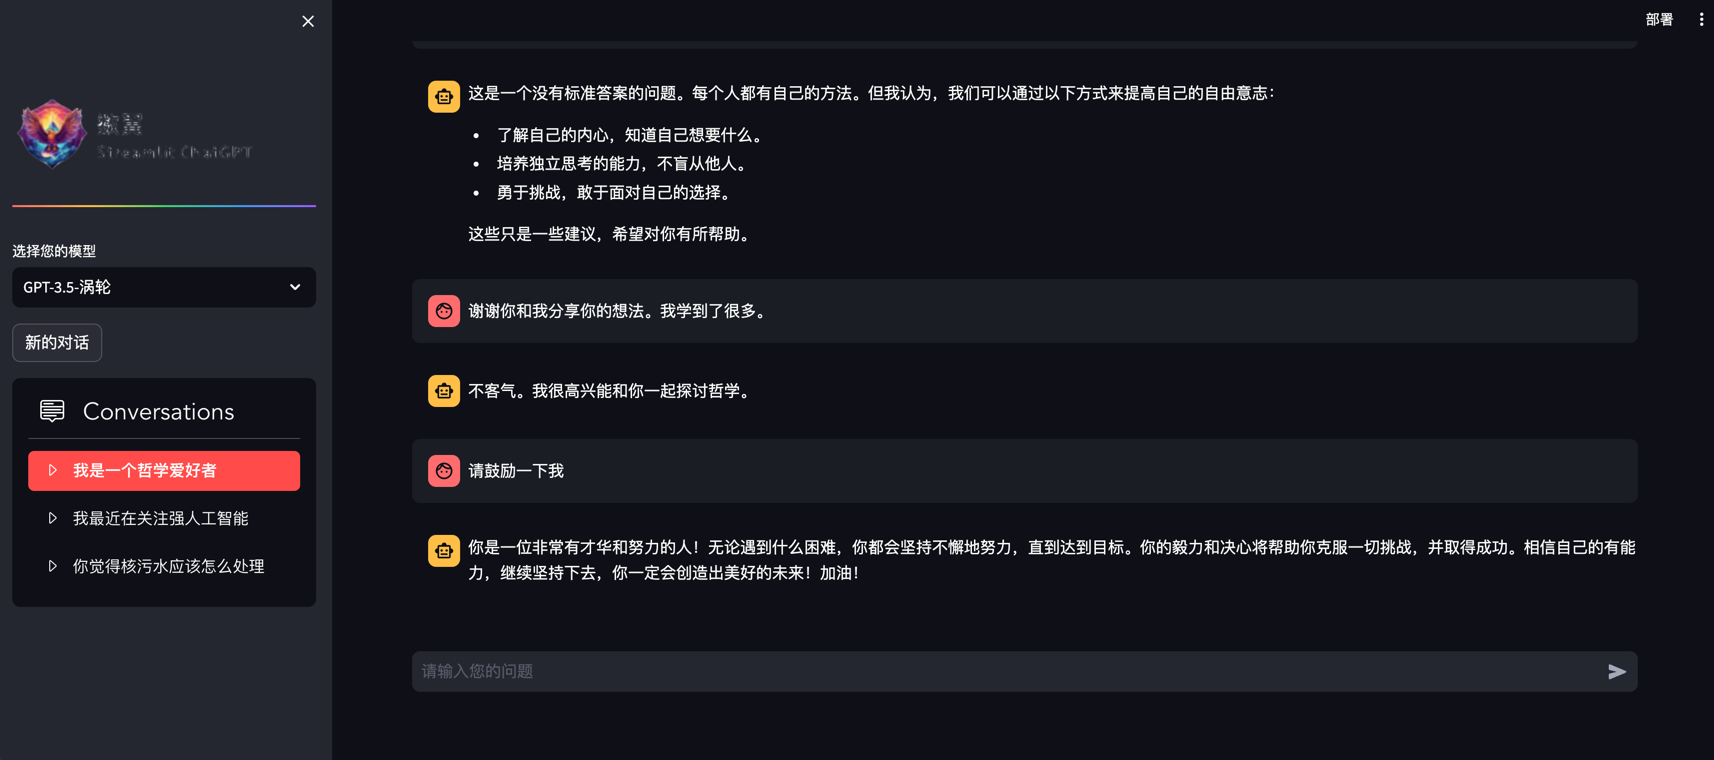 部署
Streamlit ChatGPT
选择您的模型
GPT-3.5-涡轮
新的对话
Conversations
我是一个哲学爱好者
我最近在关注强人工智能
你觉得核污水应该怎么处理
这是一个没有标准答案的问题。每个人都有自己的方法。但我认为，我们可以通过以下方式来提高自己的自由意志：
• 了解自己的内心，知道自己想要什么。
• 培养独立思考的能力，不盲从他人。
• 勇于挑战，敢于面对自己的选择。
这些只是一些建议，希望对你有所帮助。
谢谢你和我分享你的想法。我学到了很多。
不客气。我很高兴能和你一起探讨哲学。
请鼓励一下我
你是一位非常有才华和努力的人！无论遇到什么困难，你都会坚持不懈地努力，直到达到目标。你的毅力和决心将帮助你克服一切挑战，并取得成功。相信自己的有能
力，继续坚持下去，你一定会创造出美好的未来！加油！
请输入您的问题